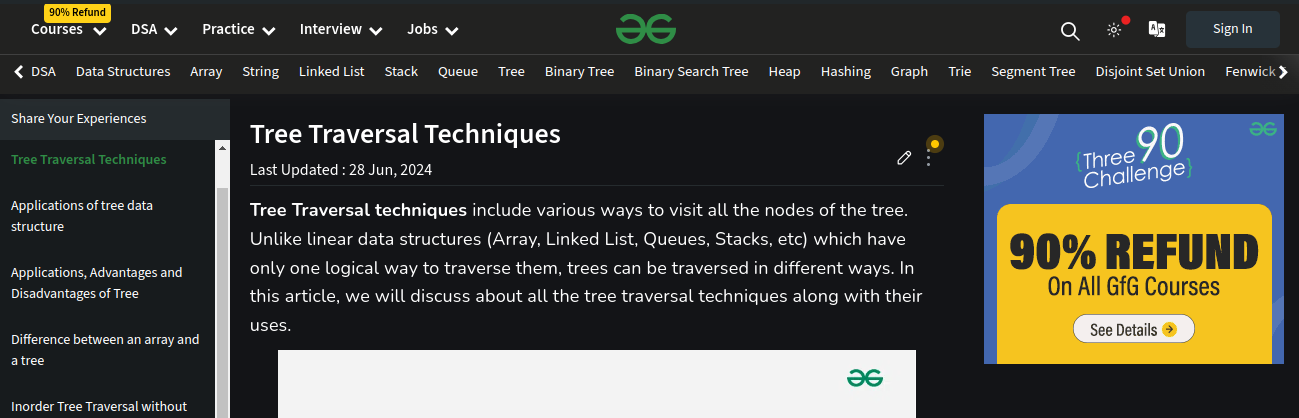 90% Refund
Courses DSA Practice Interview Jobs
Sign In
DSA Data Structures Array String Linked List Stack Queue Tree Binary Tree Binary Search Tree Heap Hashing Graph Trie Segment Tree Disjoint Set Union Fenwick
Share Your Experiences
Tree Traversal Techniques
Applications of tree data
structure
Applications, Advantages and
Disadvantages of Tree
Difference between an array and
a tree
Inorder Tree Traversal without
Tree Traversal Techniques
Last Updated : 28 Jun, 2024
Tree Traversal techniques include various ways to visit all the nodes of the tree.
Unlike linear data structures (Array, Linked List, Queues, Stacks, etc) which have
only one logical way to traverse them, trees can be traversed in different ways. In
this article, we will discuss about all the tree traversal techniques along with their
uses.
{Three 90
Challenge}
90% REFUND
On All GfG Courses
See Details